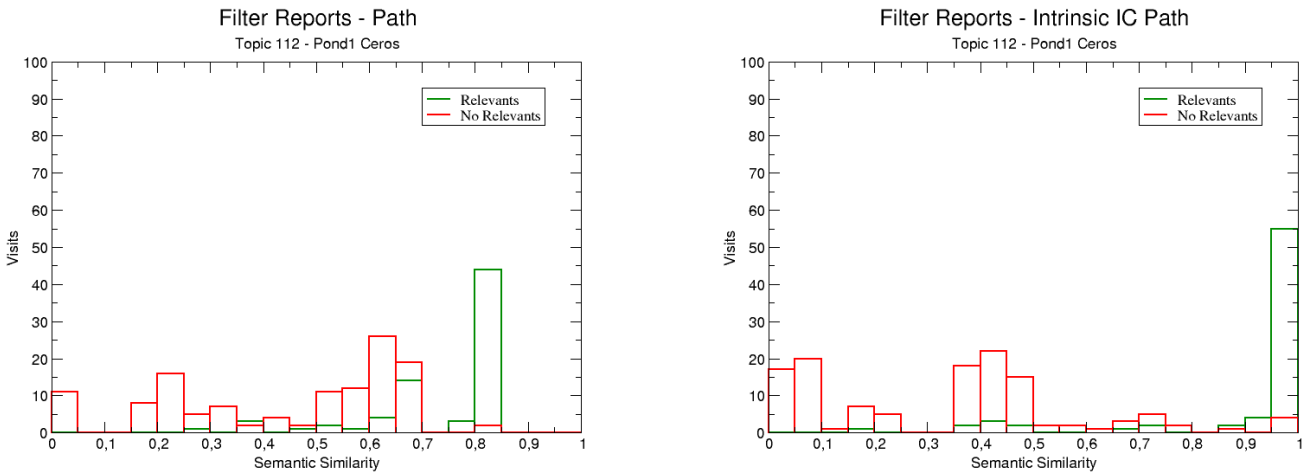 Filter Reports - Path
Topic 112 - Pond1 Ceros
100
90
80
70
60
50
40
30
20
10
0
Visits
Relevants
No Relevants
0 0,1 0,2 0,3 0,4 0,5 0,6 0,7 0,8 0,9 1
Semantic Similarity
Filter Reports - Intrinsic IC Path
Topic 112 - Pond1 Ceros
100
90
80
70
60
50
40
30
20
10
0
Visits
Relevants
No Relevants
0 0,1 0,2 0,3 0,4 0,5 0,6 0,7 0,8 0,9 1
Semantic Similarity